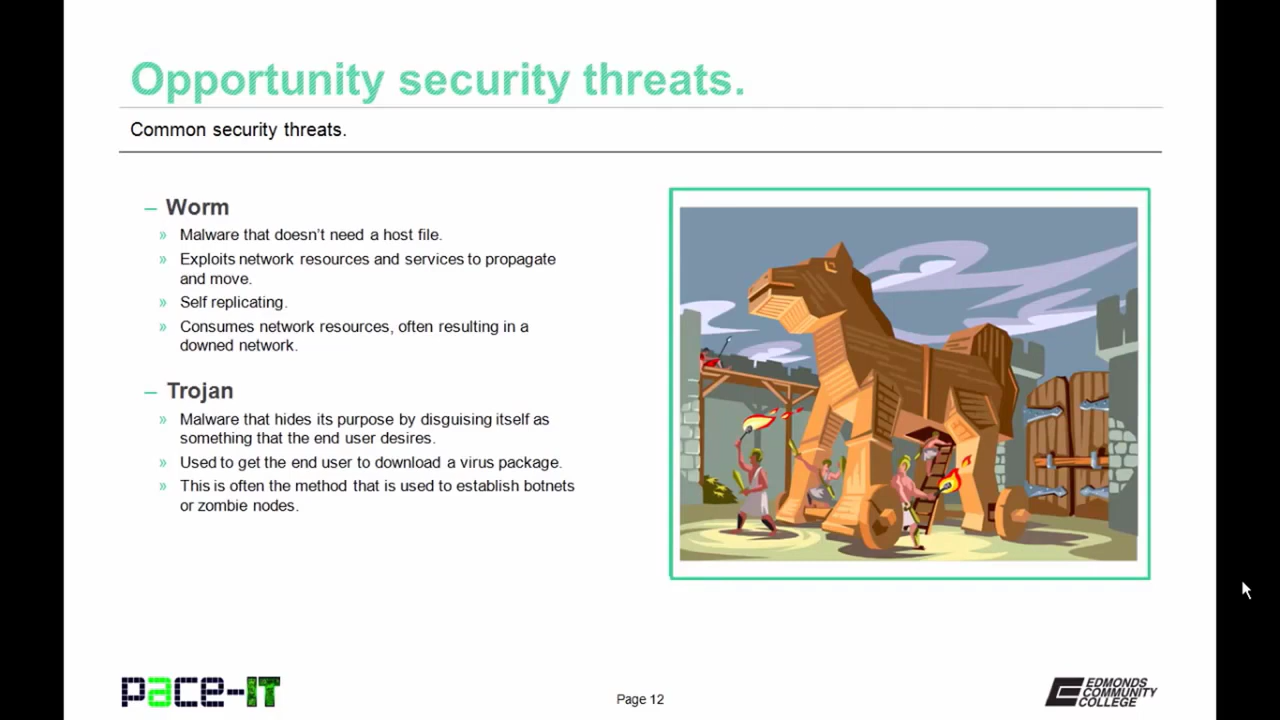 Opportunity security threats.
Common security threats.
– Worm
» Malware that doesn't need a host file.
» Exploits network resources and services to propagate
and move.
» Self replicating.
» Consumes network resources, often resulting in a
downed network.
– Trojan
» Malware that hides its purpose by disguising itself as
something that the end user desires.
» Used to get the end user to download a virus package.
» This is often the method that is used to establish botnets
or zombie nodes.
pace-IT
Page 12
EDMONDS
COMMUNITY
COLLEGE